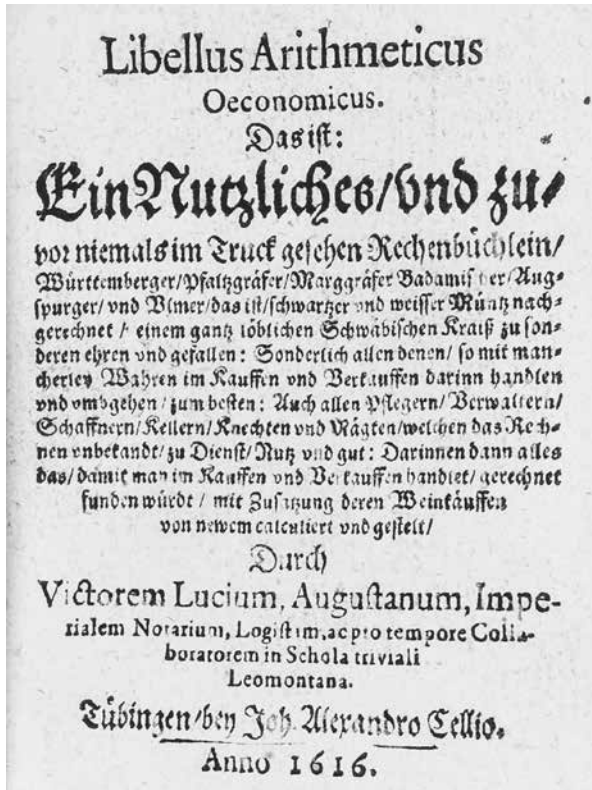 Libellus Arithmeticus
Oeconomicus.
Das ist:
Ein Nutzliches/vnd zu-
vor niemals im Truck gesehen Rechenbüchlein/
Württemberger/Pfaltzgräfer/Marggräfer Badamischer/Aug-
spurger/vnd Vlmer/das ist/schwartzer vnd weisser Müntz nach-
gerechnet / einem gantz löblichen Schwäbischen Kraiß zu son-
deren ehren vnd gefallen: Sonderlich allen denen/ so mit man-
cherley Wahren im Kauffen vnd Verkauffen darinn handlen
vnd vmbgehen / zum besten: Auch allen Pflegern/ Verwaltern/
Schaffnern/Kellern/Knechten vnd Mägten/welchen das Rech-
nen vnbekandt/zu Dienst/Nutz vnd gut: Darinnen dann alles
das/damit man im Kauffen vnd Verkauffen handlet/gerechnet
funden würdt / mit Zusatzung deren Weinkäuffen
von newem calculiert vnd gestelt/
Durch
Victorem Lucium, Augustanum, Impe-
rialem Notarium, Logistam, ac pro tempore Colla-
boratorem in Schola triviali
Leomontana.
Tübingen/bey Joh. Alexandro Cellio.
Anno 1616.